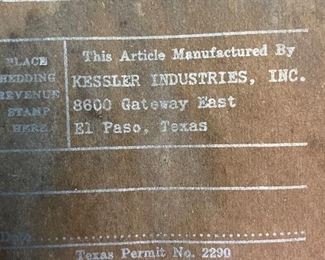 PLACE
BEDDING
REVENUE
STAMP
HERE
This Article Manufactured By
KESSLER INDUSTRIES, INC.
8600 Gateway East
El Paso, Texas
Date
Texas Permit No. 2290